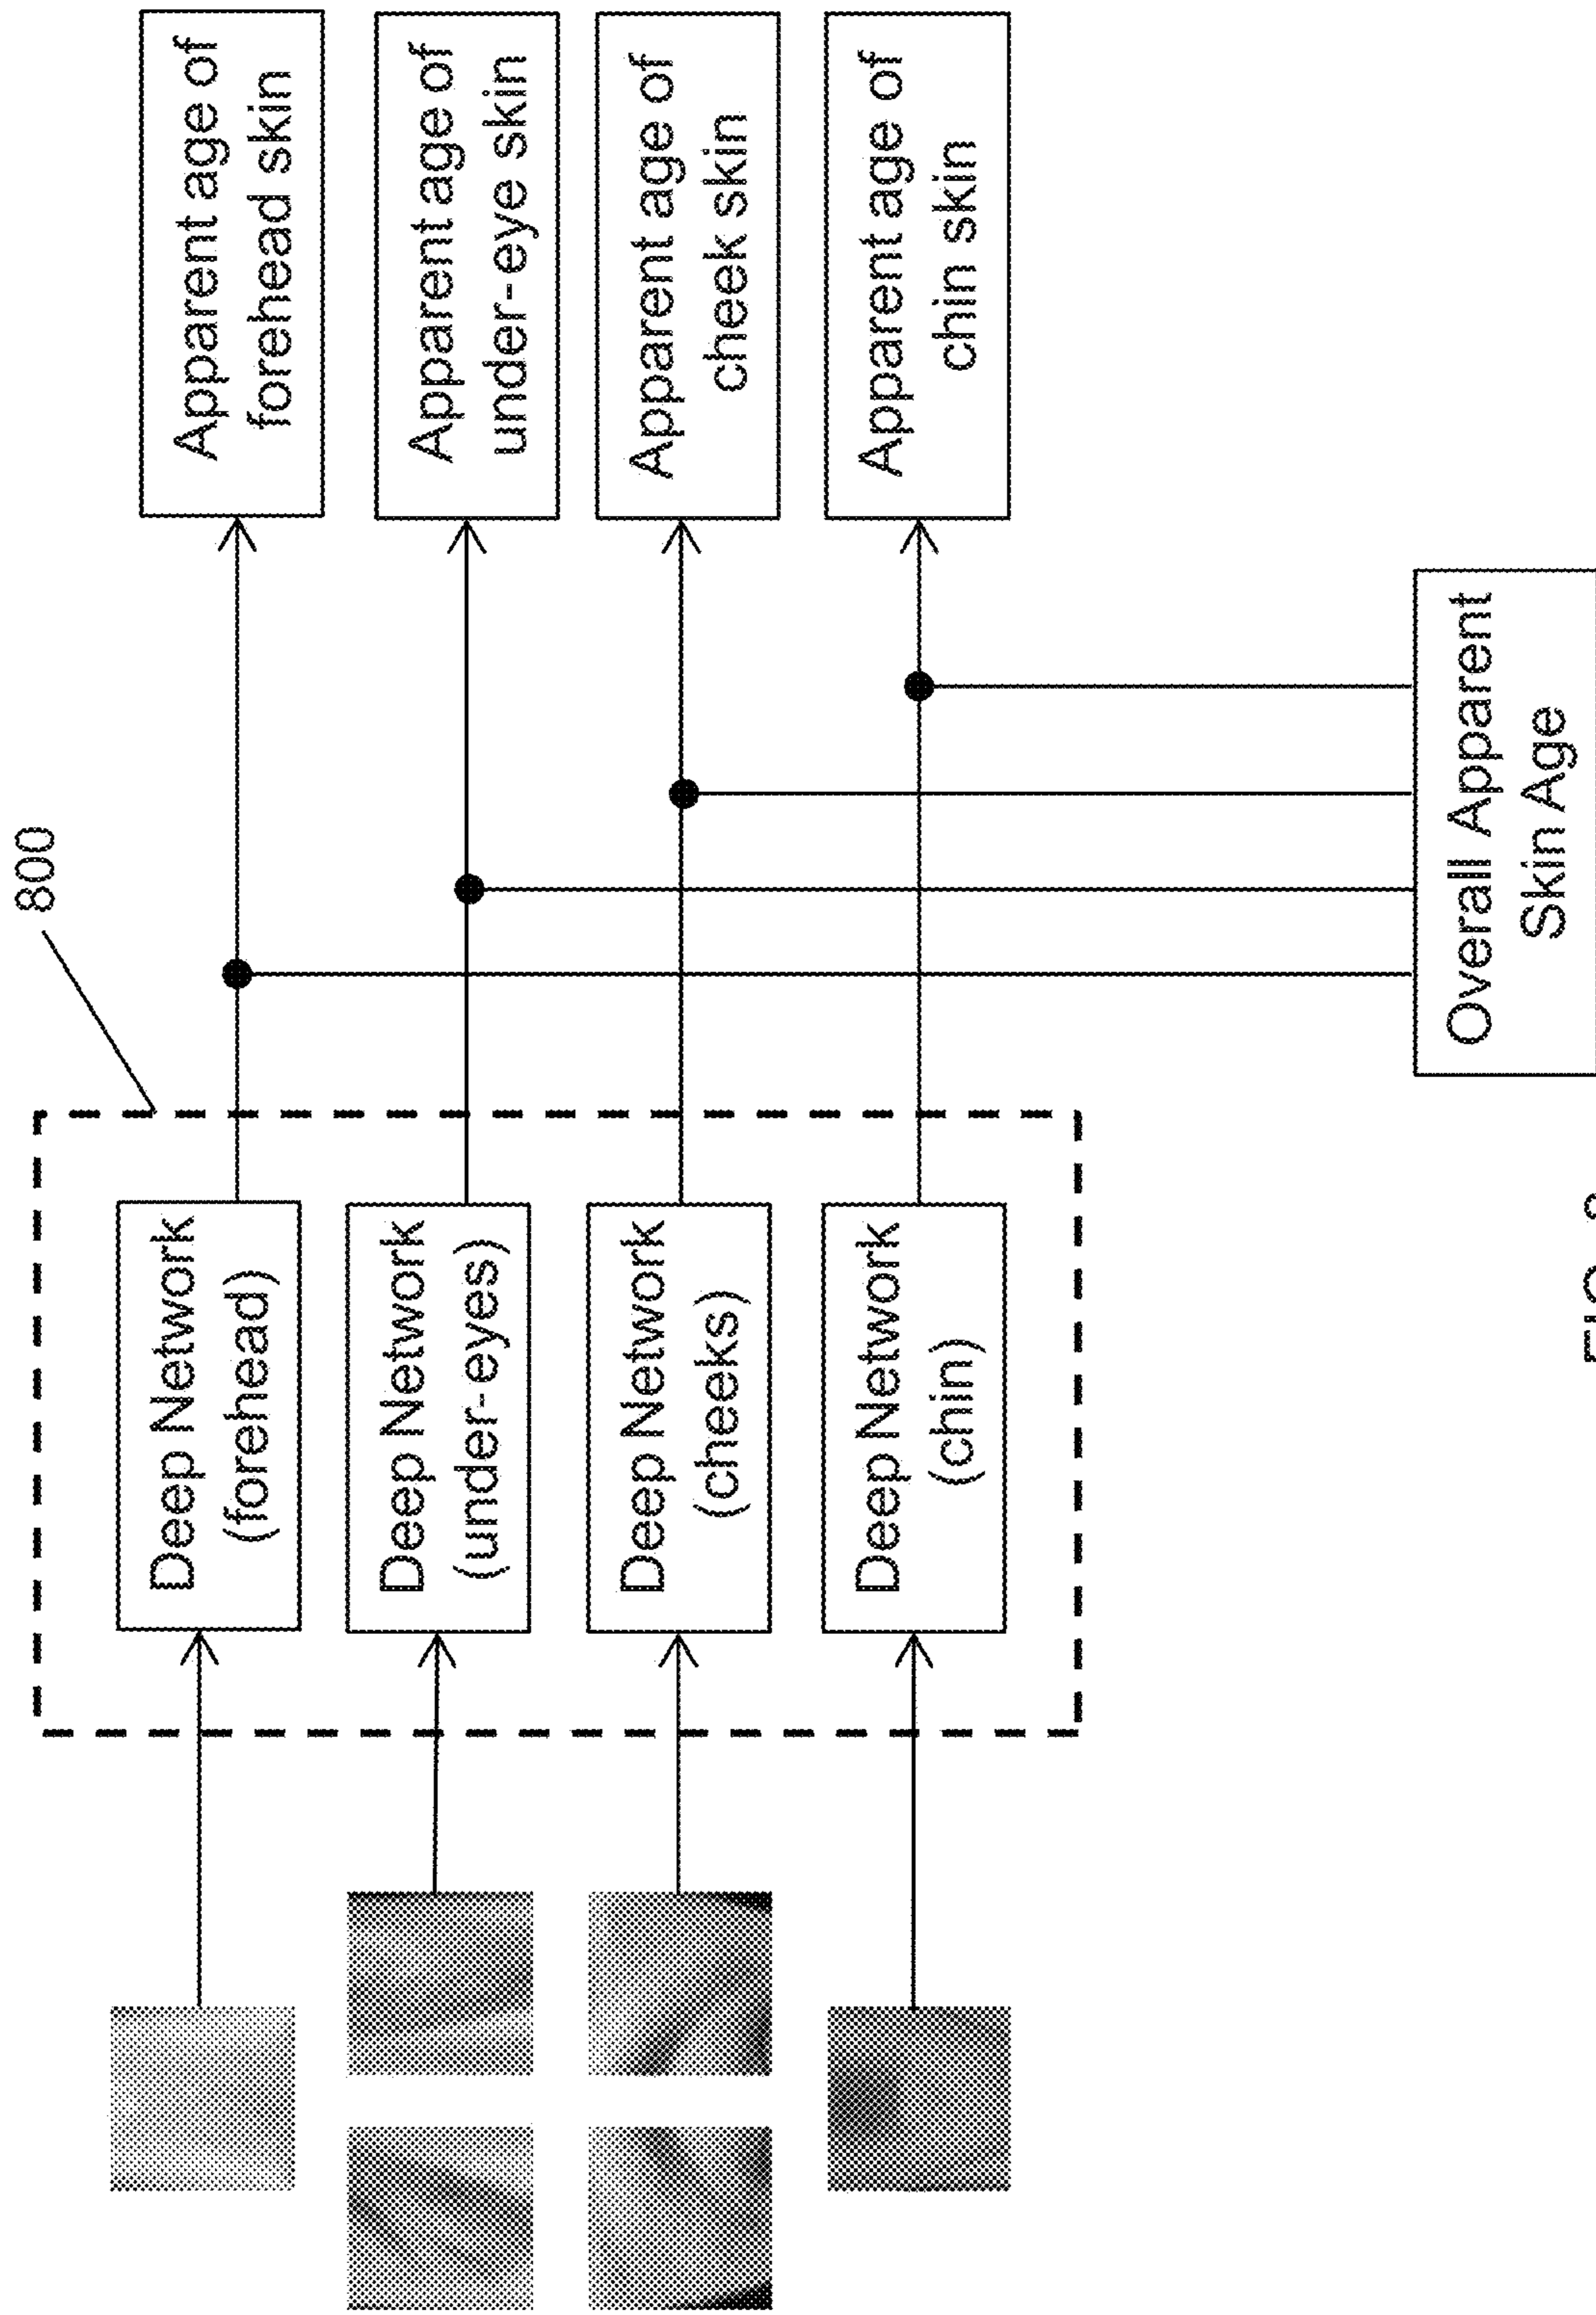 800
Deep Network
(forehead)
Apparent age of
forehead skin
Deep Network
(under-eyes)
Apparent age of
under-eye skin
Deep Network
(cheeks)
Apparent age of
cheek skin
Deep Network
(chin)
Apparent age of
chin skin
Overall Apparent
Skin Age